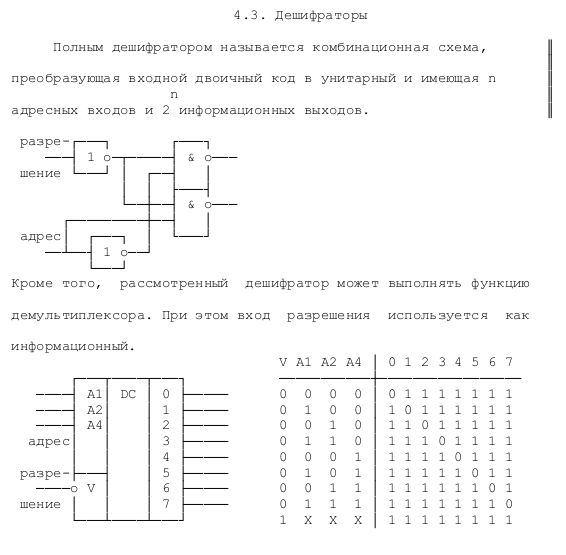 4.3. Дешифраторы
Полным дешифратором называется комбинационная схема,
преобразующая входной двоичный код в унитарный и имеющая n
n
адресных входов и 2 информационных выходов.
разре-
1 &
шение
&
адрес
1
Кроме того, рассмотренный дешифратор может выполнять функцию
демультиплексора. При этом вход разрешения используется как
информационный.
V A1 A2 A4 0 1 2 3 4 5 6 7
A1 DC 0 0 0 0 0 0 1 1 1 1 1 1 1
A2 1 0 1 0 0 1 0 1 1 1 1 1 1
A4 2 0 0 1 0 1 1 0 1 1 1 1 1
адрес 3 0 1 1 0 1 1 1 0 1 1 1 1
4 0 0 0 1 1 1 1 1 0 1 1 1
разре- 5 0 1 0 1 1 1 1 1 1 0 1 1
V 6 0 0 1 1 1 1 1 1 1 1 0 1
шение 7 0 1 1 1 1 1 1 1 1 1 1 0
1 X X X 1 1 1 1 1 1 1 1